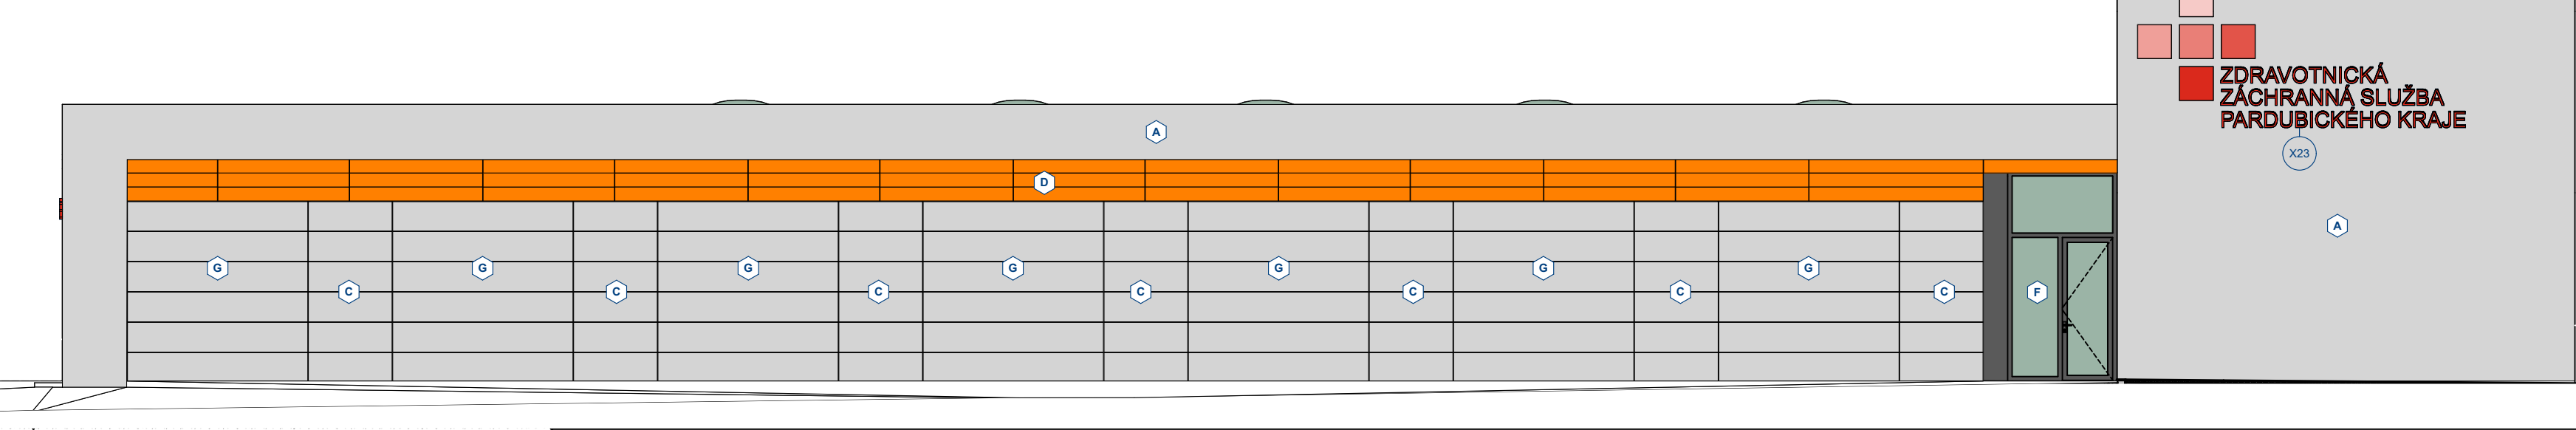 ZDRAVOTNICKÁ
ZÁCHRANNÁ SLUŽBA
PARDUBICKÉHO KRAJE
A
X23
D
A
G
G
G
G
G
G
G
C
C
C
C
C
C
C
F